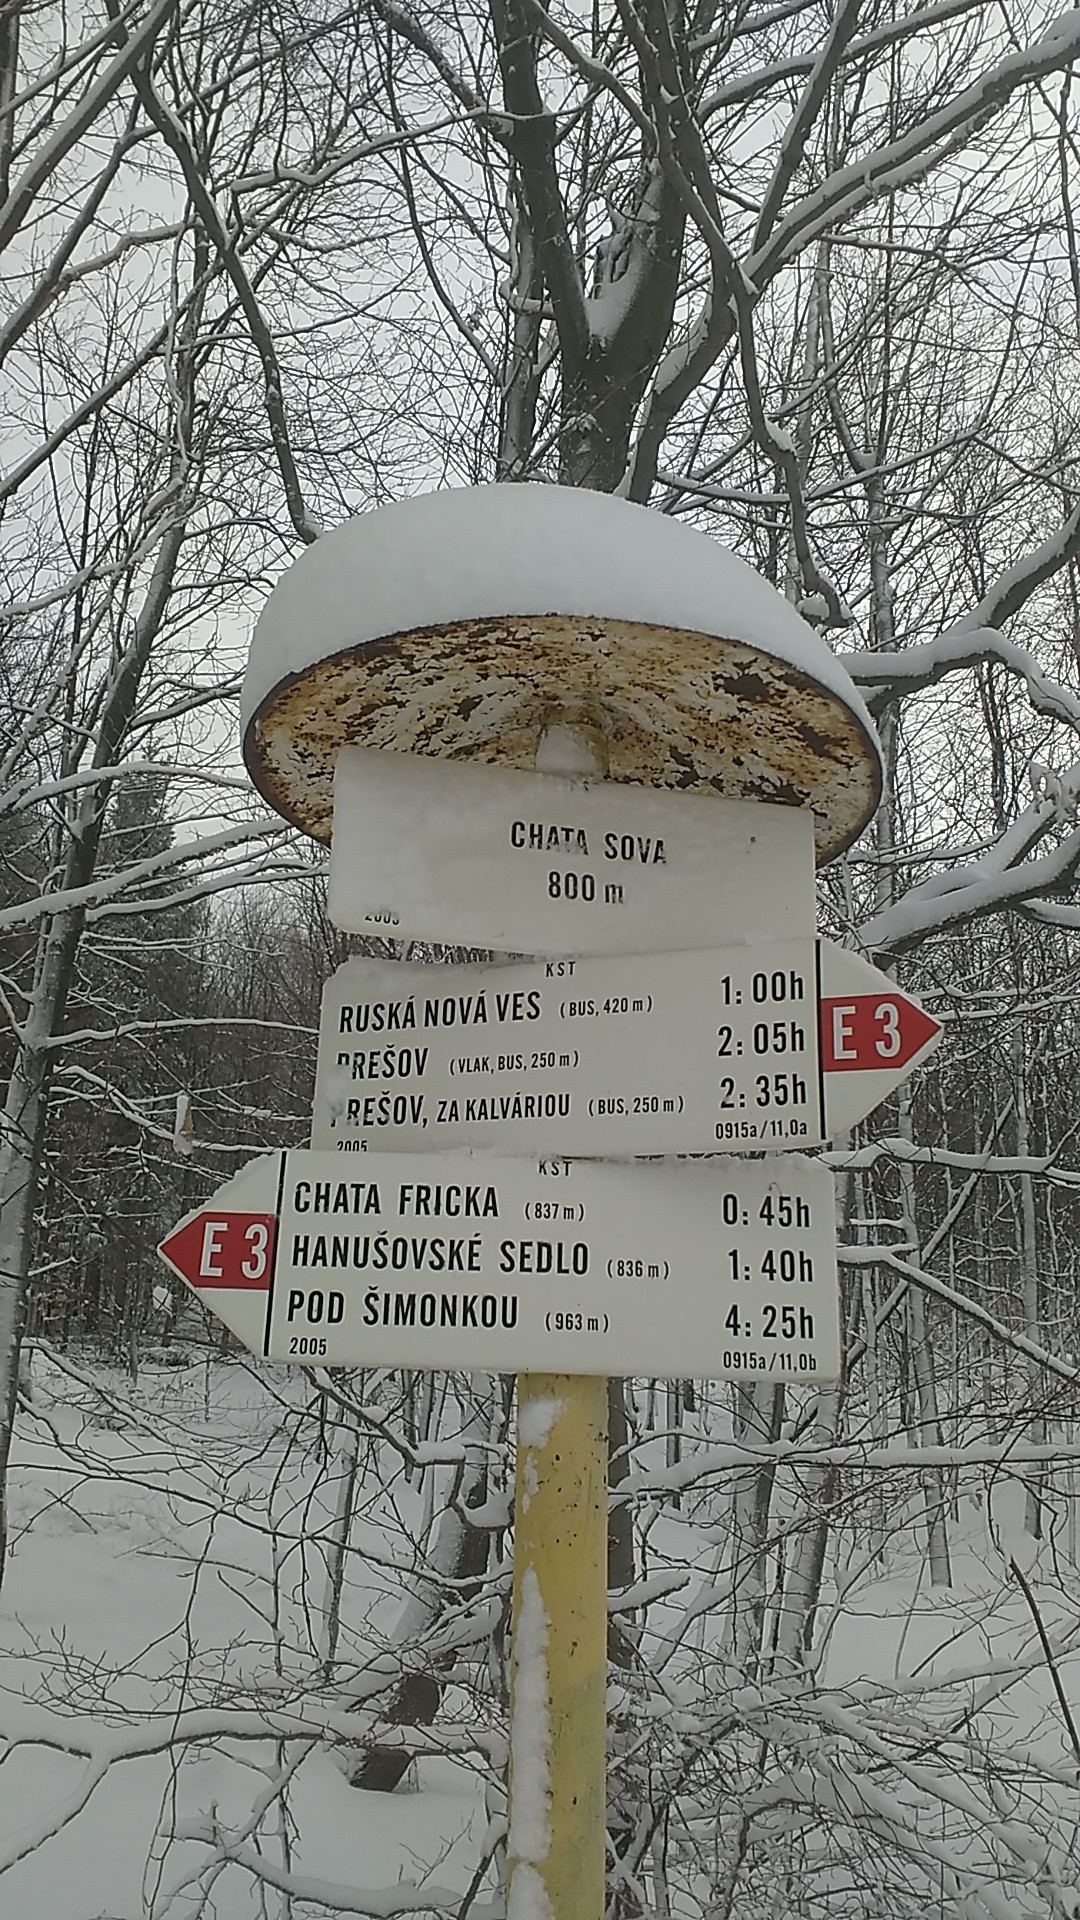 CHATA SOVA
800 m
2005
KST
RUSKÁ NOVÁ VES (BUS, 420 m) 1:00h
PREŠOV (VLAK, BUS, 250 m) 2:05h
PREŠOV, ZA KALVÁRIOU (BUS, 250 m) 2:35h
E 3
2005 0915a/11,0a
KST
CHATA FRICKA (837 m) 0:45h
E 3
HANUŠOVSKÉ SEDLO (836 m) 1:40h
POD ŠIMONKOU (963 m) 4:25h
2005 0915a/11,0b